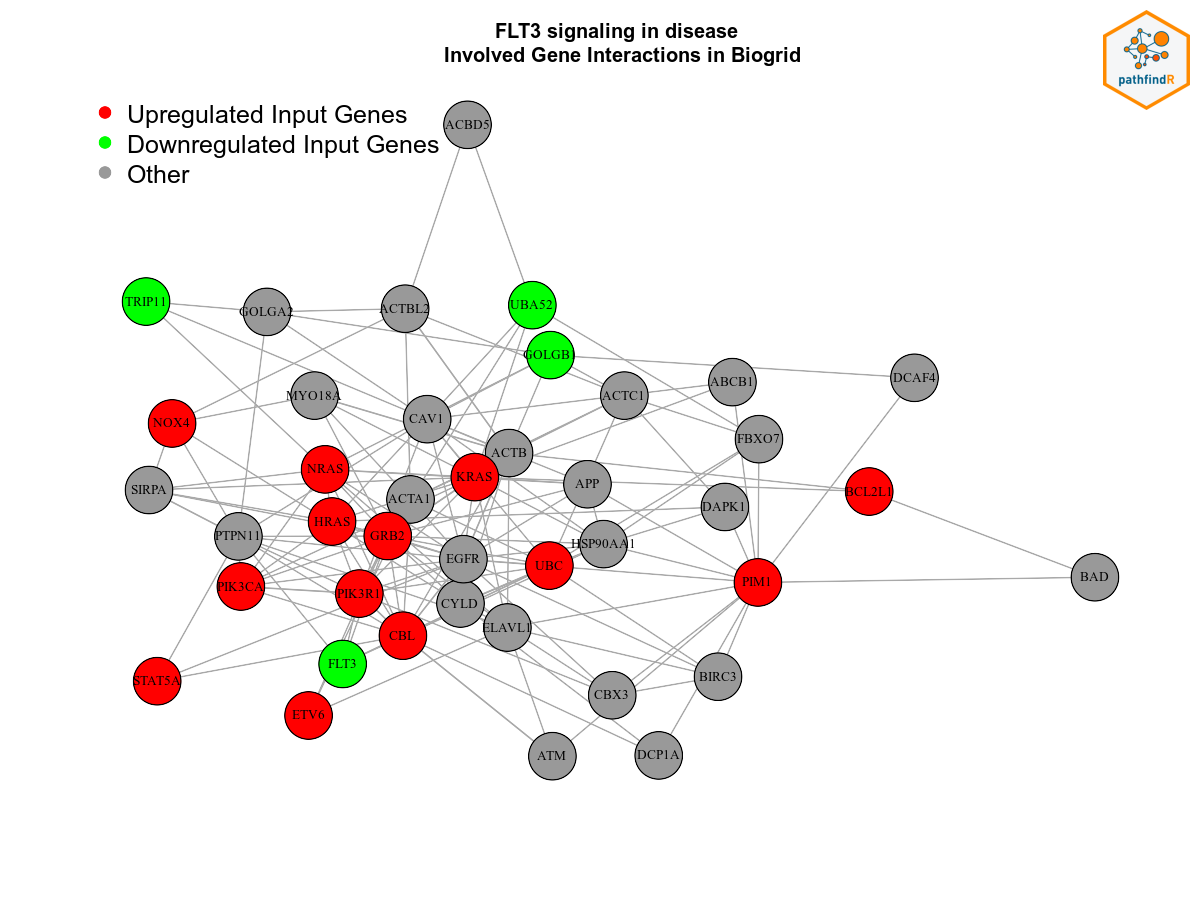 FLT3 signaling in disease
Involved Gene Interactions in Biogrid
pathfindR
Upregulated Input Genes
Downregulated Input Genes
Other
ACBD5
TRIP11
GOLGA2
ACTBL2
UBA52
GOLGB
ABCB1
DCAF4
MYO18A
ACTC1
NOX4
CAV1
FBXO7
ACTB
NRAS
KRAS
APP
SIRPA
BCL2L1
ACTA1
DAPK1
HRAS
GRB2
PTPN11
HSP90AA1
EGFR
UBC
BAD
PIM1
PIK3CA
PIK3R1
CYLD
ELAVL1
CBL
FLT3
BIRC3
STAT5A
CBX3
ETV6
ATM
DCP1A